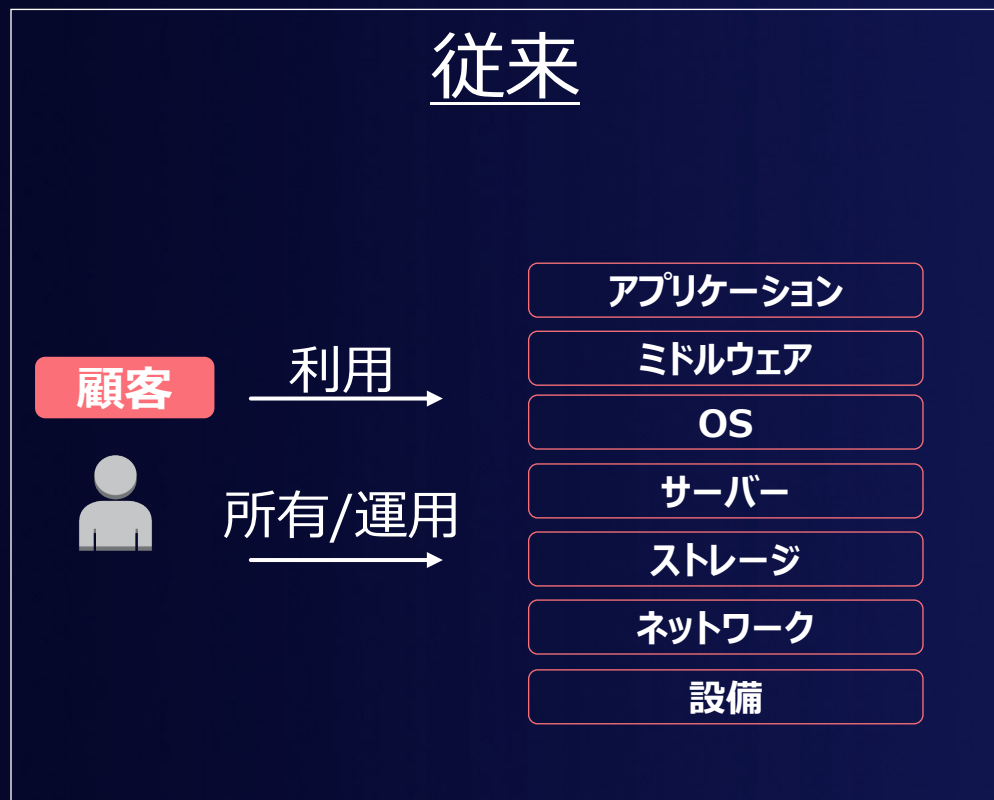 従来
顧客
利用
所有/運用
アプリケーション
ミドルウェア
OS
サーバー
ストレージ
ネットワーク
設備